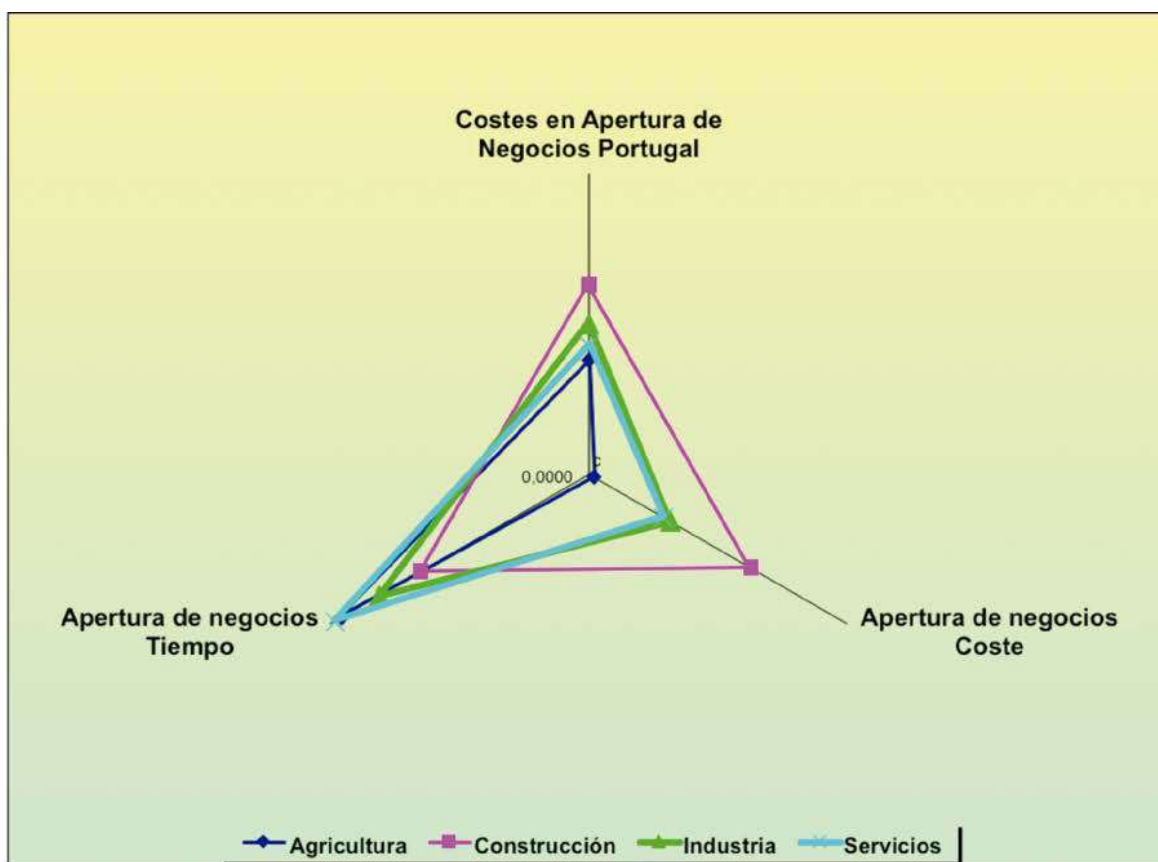 Costes en Apertura de
Negocios Portugal
0,0000
Apertura de negocios
Tiempo
Apertura de negocios
Coste
Agricultura Construcción Industria Servicios